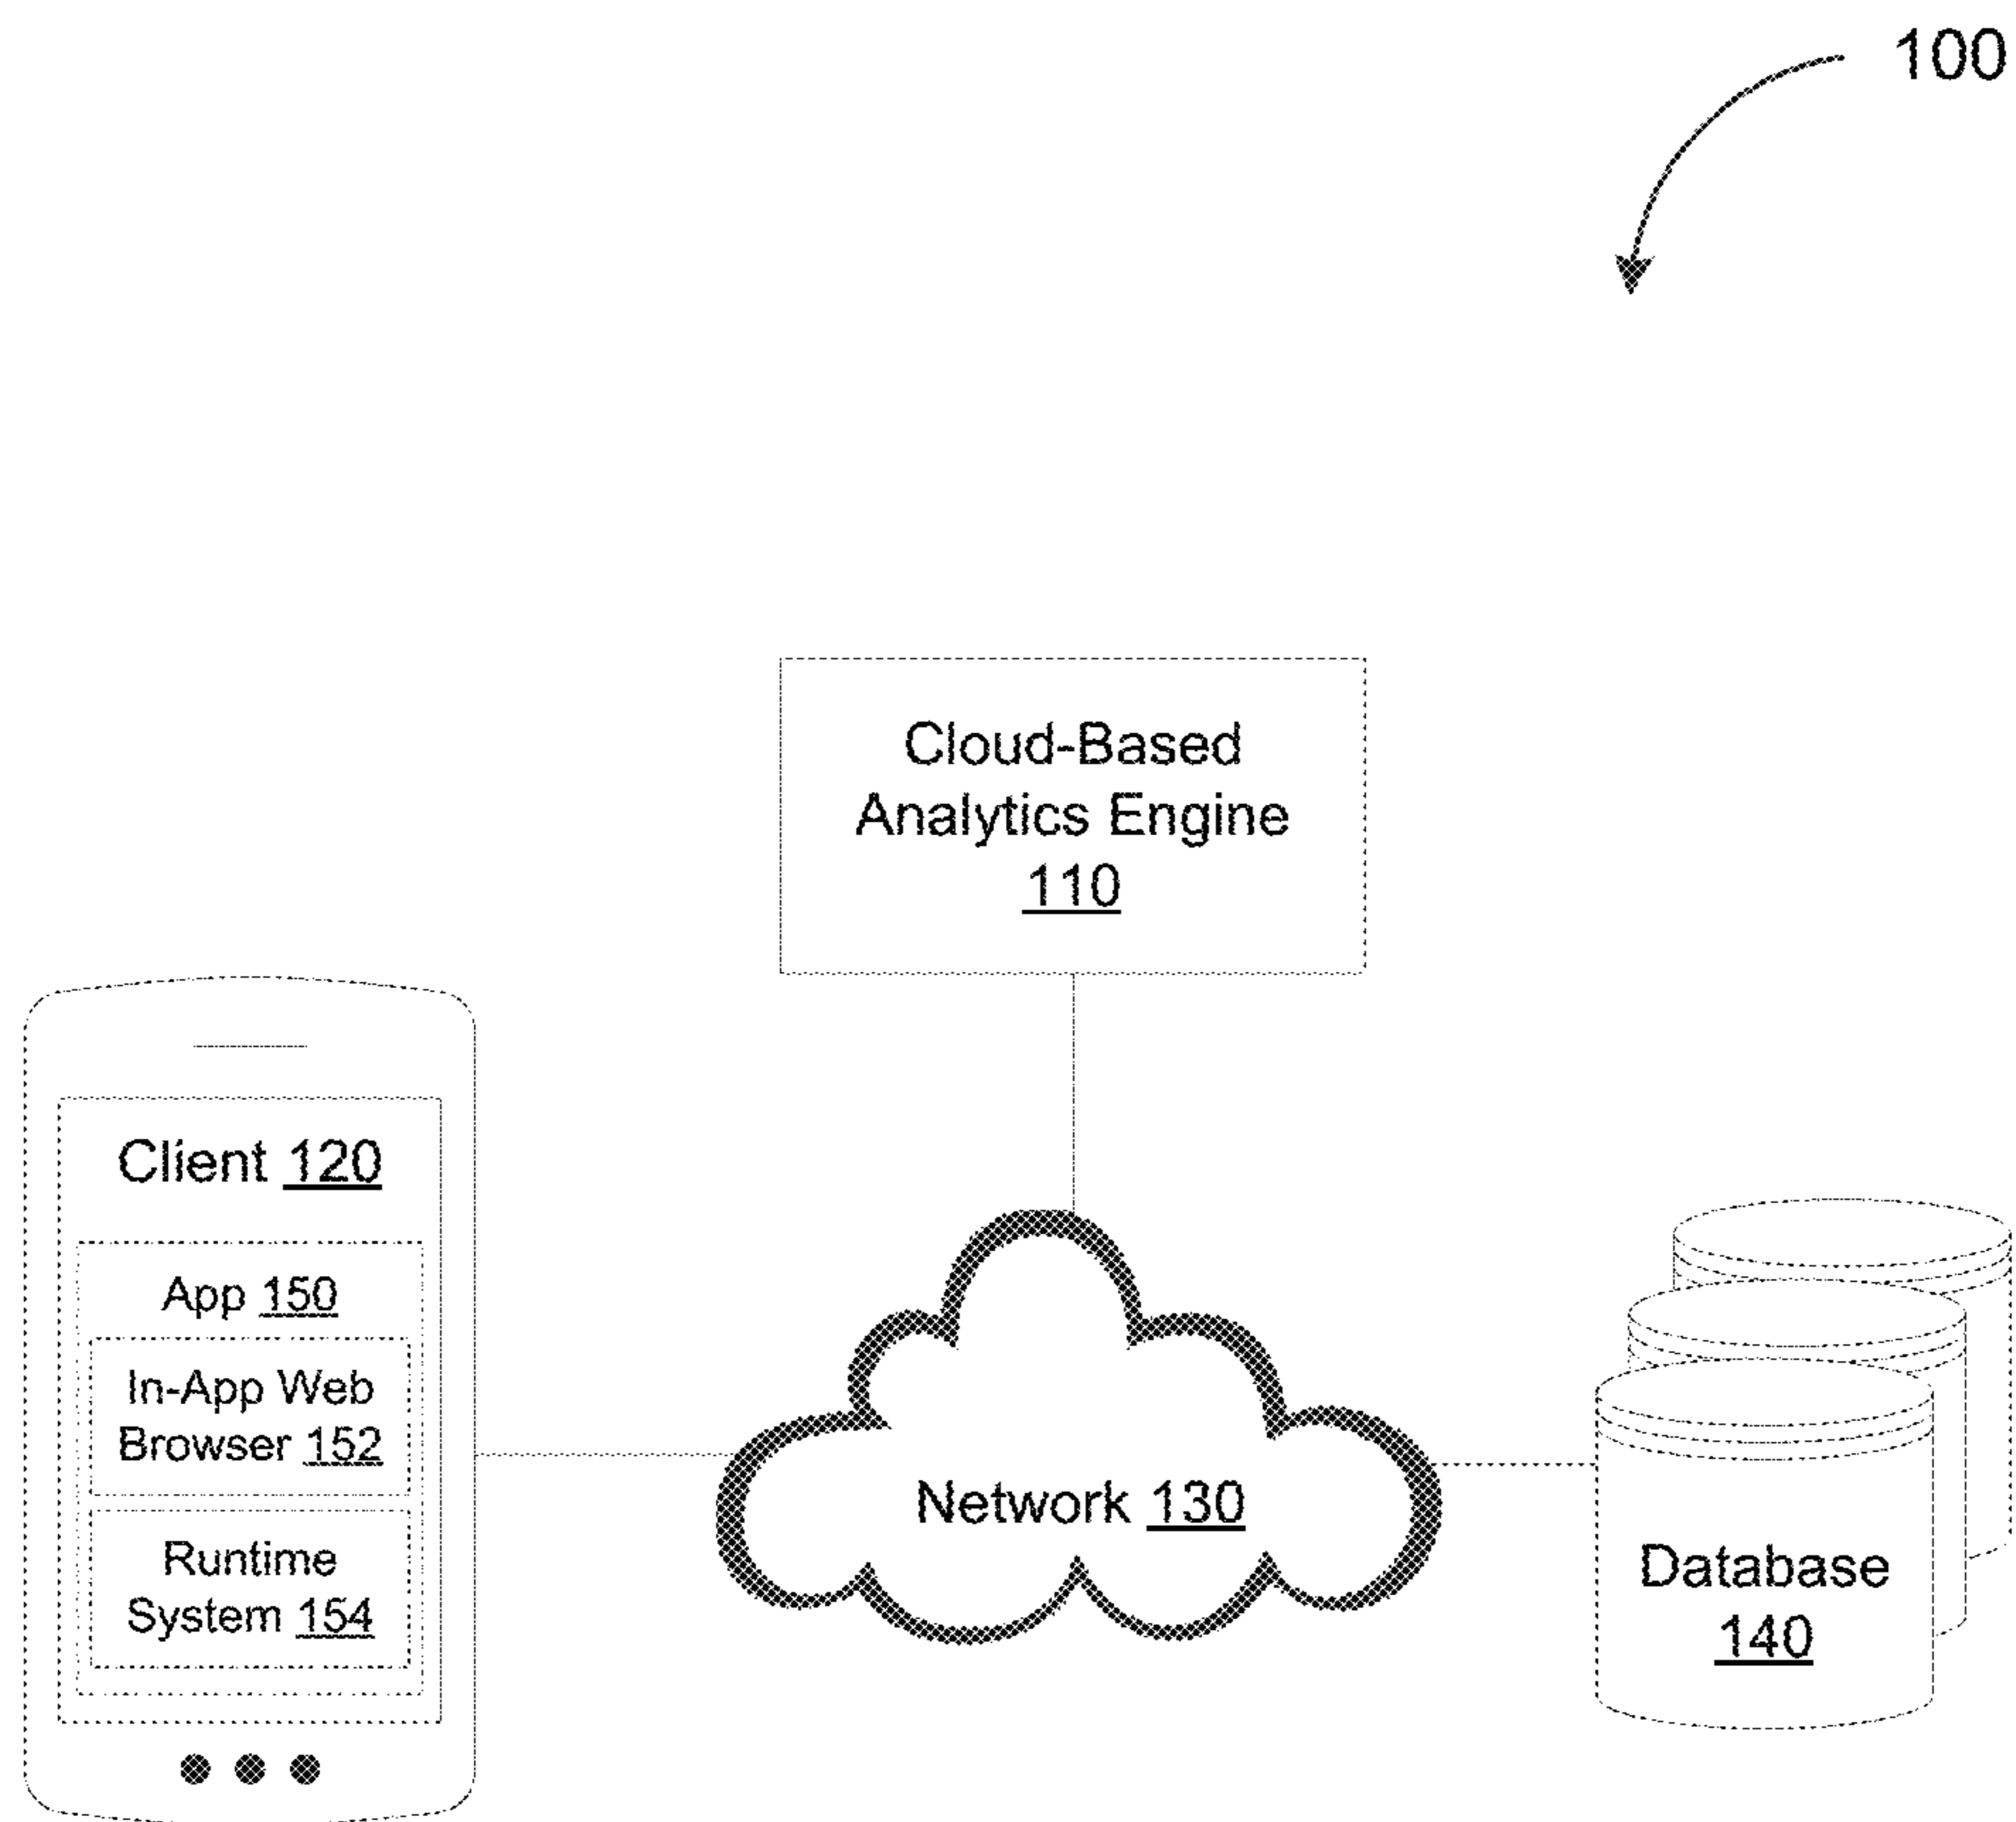 100
Cloud-Based
Analytics Engine
110
Client 120
App 150
In-App Web
Browser 152
Runtime
System 154
Network 130
Database
140